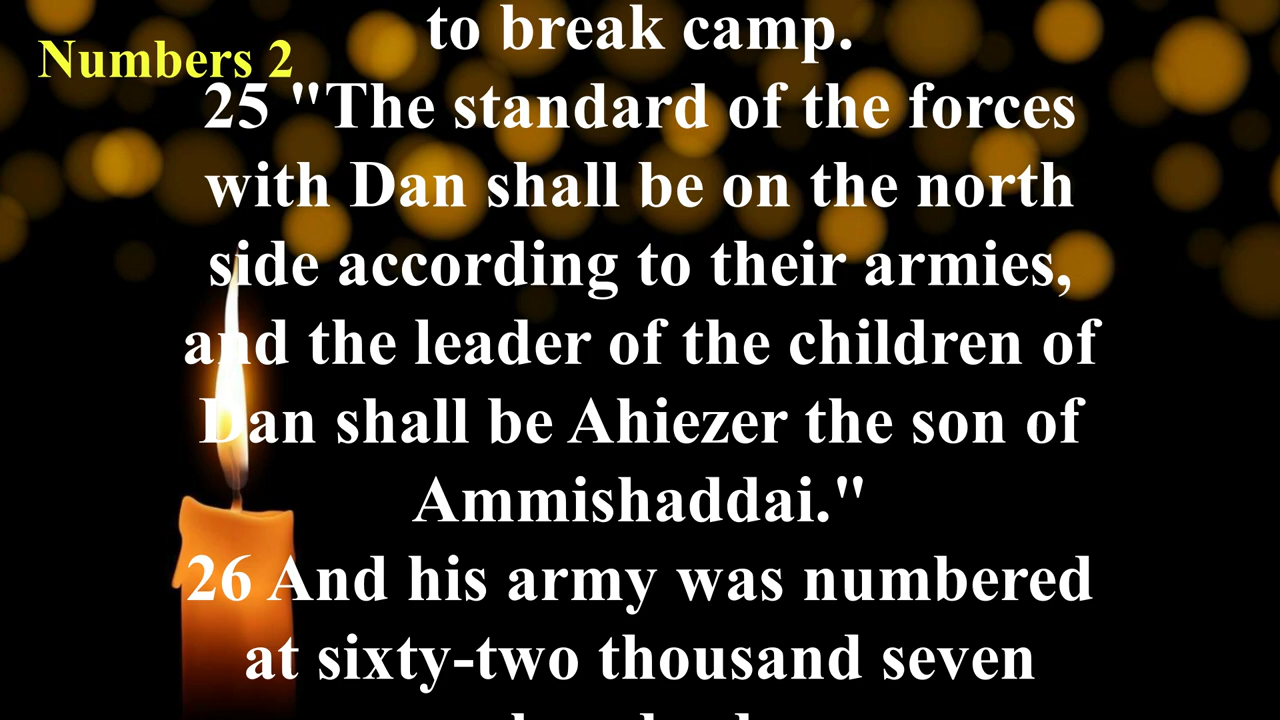 to break camp.
Numbers 2
25 "The standard of the forces
with Dan shall be on the north
side according to their armies,
and the leader of the children of
Dan shall be Ahiezer the son of
Ammishaddai."
26 And his army was numbered
at sixty-two thousand seven